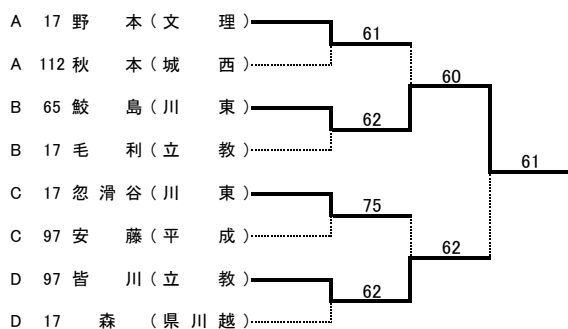 A 17 野本(文理)
61
A 112 秋本(城西)
60
B 65 鮫島(川東)
62
B 17 毛利(立教)
61
C 17 忽滑谷(川東)
75
C 97 安藤(平成)
62
D 97 皆川(立教)
62
D 17 森(県川越)